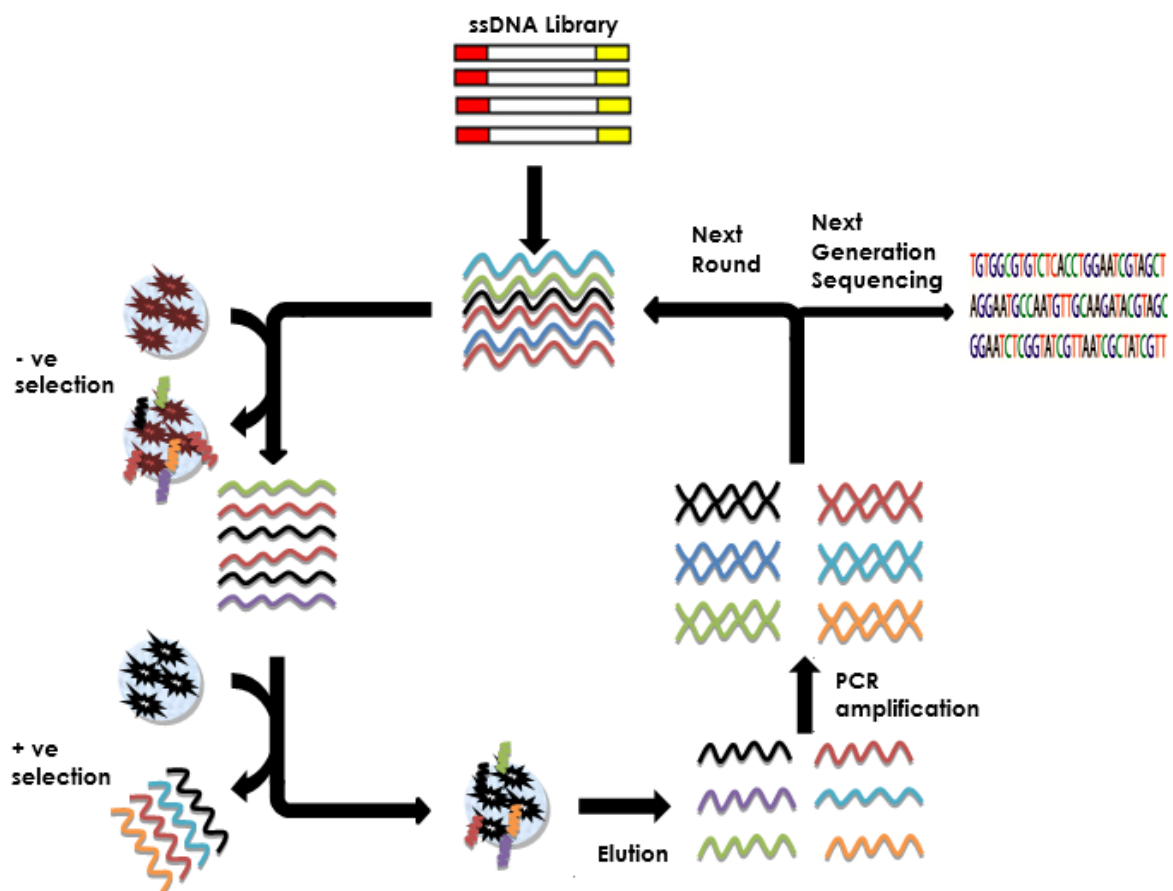 ssDNA Library
Next
Round
Next
Generation
Sequencing
TGTGGCGTGTCTCACCTGGAATCGTAGCT
AGGAATGCCAATGTTGCAAGATACGTAGC
GGAATCTCGGTATCGTTAATCGCTATCGTT
- ve
selection
PCR
amplification
+ ve
selection
Elution